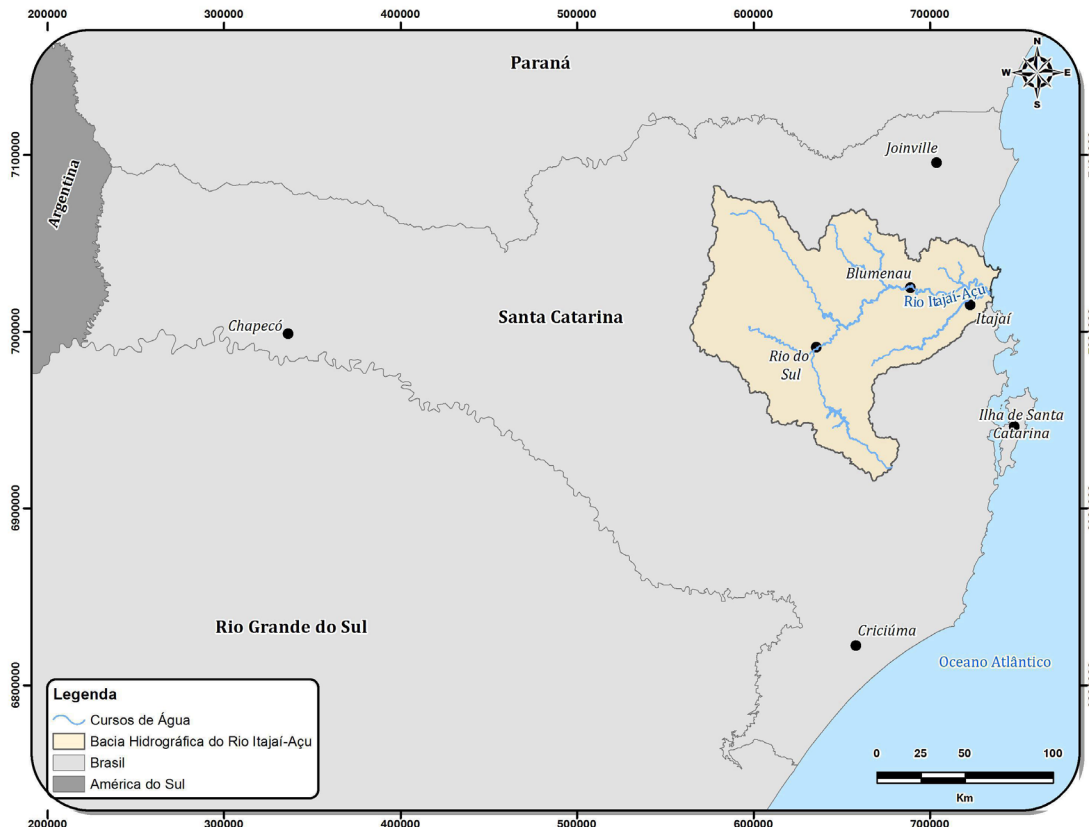 200000 300000 400000 500000 600000 700000
N
W E
S
Paraná
7100000
Joinville
Argentina
Blumenau
Rio Itajaí-Açu
Itajaí
Santa Catarina
Chapecó
7000000
Rio do
Sul
Ilha de Santa
Catarina
6900000
Rio Grande do Sul
Criciúma
Oceano Atlântico
6800000
Legenda
Cursos de Água
Bacia Hidrográfica do Rio Itajaí-Açu
Brasil
América do Sul
0 25 50 100
Km
200000 300000 400000 500000 600000 700000